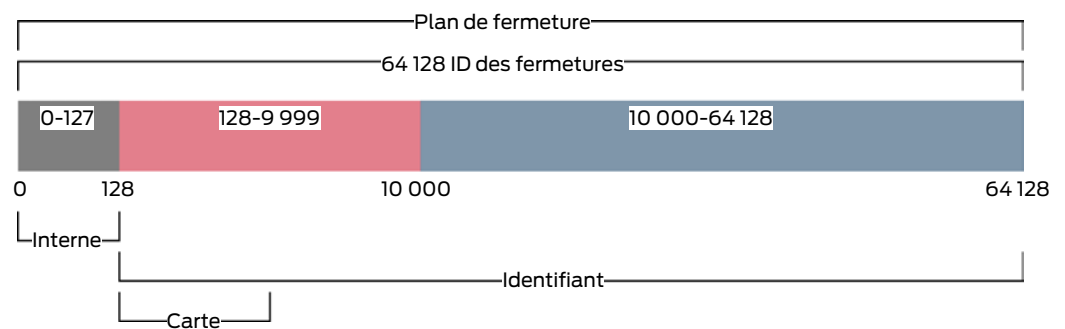 Plan de fermeture
64 128 ID des fermetures
0-127 128-9 999 10 000-64 128
0 128 10 000 64 128
Interne
Identifiant
Carte